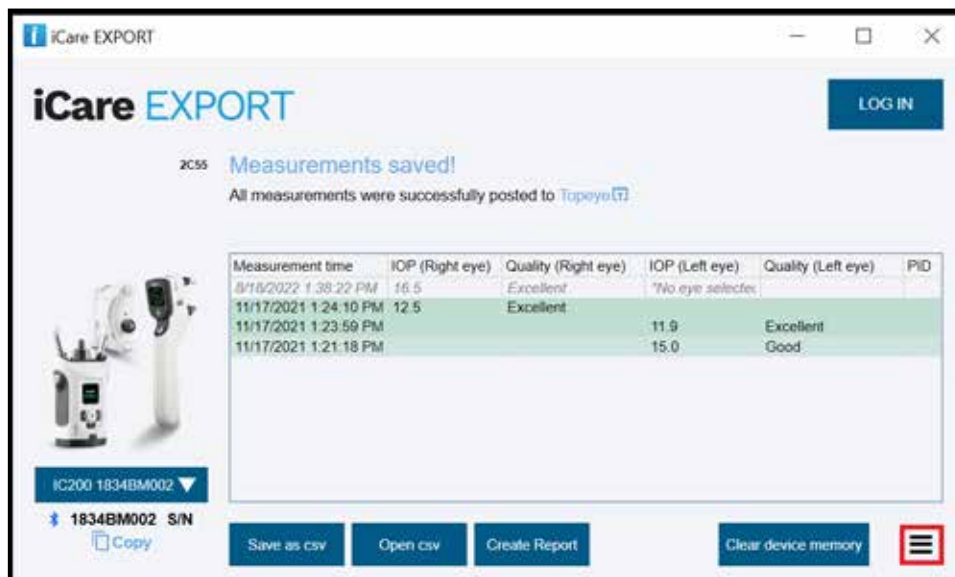 iCare EXPORT
iCare EXPORT
LOG IN
2C55
Measurements saved!
All measurements were successfully posted to Topeye
Measurement time IOP (Right eye) Quality (Right eye) IOP (Left eye) Quality (Left eye) PID
8/18/2022 1:38:22 PM 16.5 Excellent *No eye selected
11/17/2021 1:24:10 PM 12.5 Excellent
11/17/2021 1:23:59 PM 11.9 Excellent
11/17/2021 1:21:18 PM 15.0 Good
IC200 1834BM002
1834BM002 S/N
Copy
Save as csv
Open csv
Create Report
Clear device memory